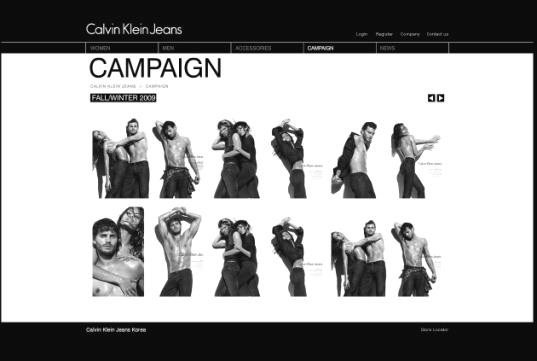 Calvin Klein Jeans
Login Register Company Contact us
WOMEN MEN ACCESSORIES CAMPAIGN NEWS
CAMPAIGN
CALVIN KLEIN JEANS > CAMPAIGN
FALL/WINTER 2009
Calvin Klein Jeans Korea
Store Locator